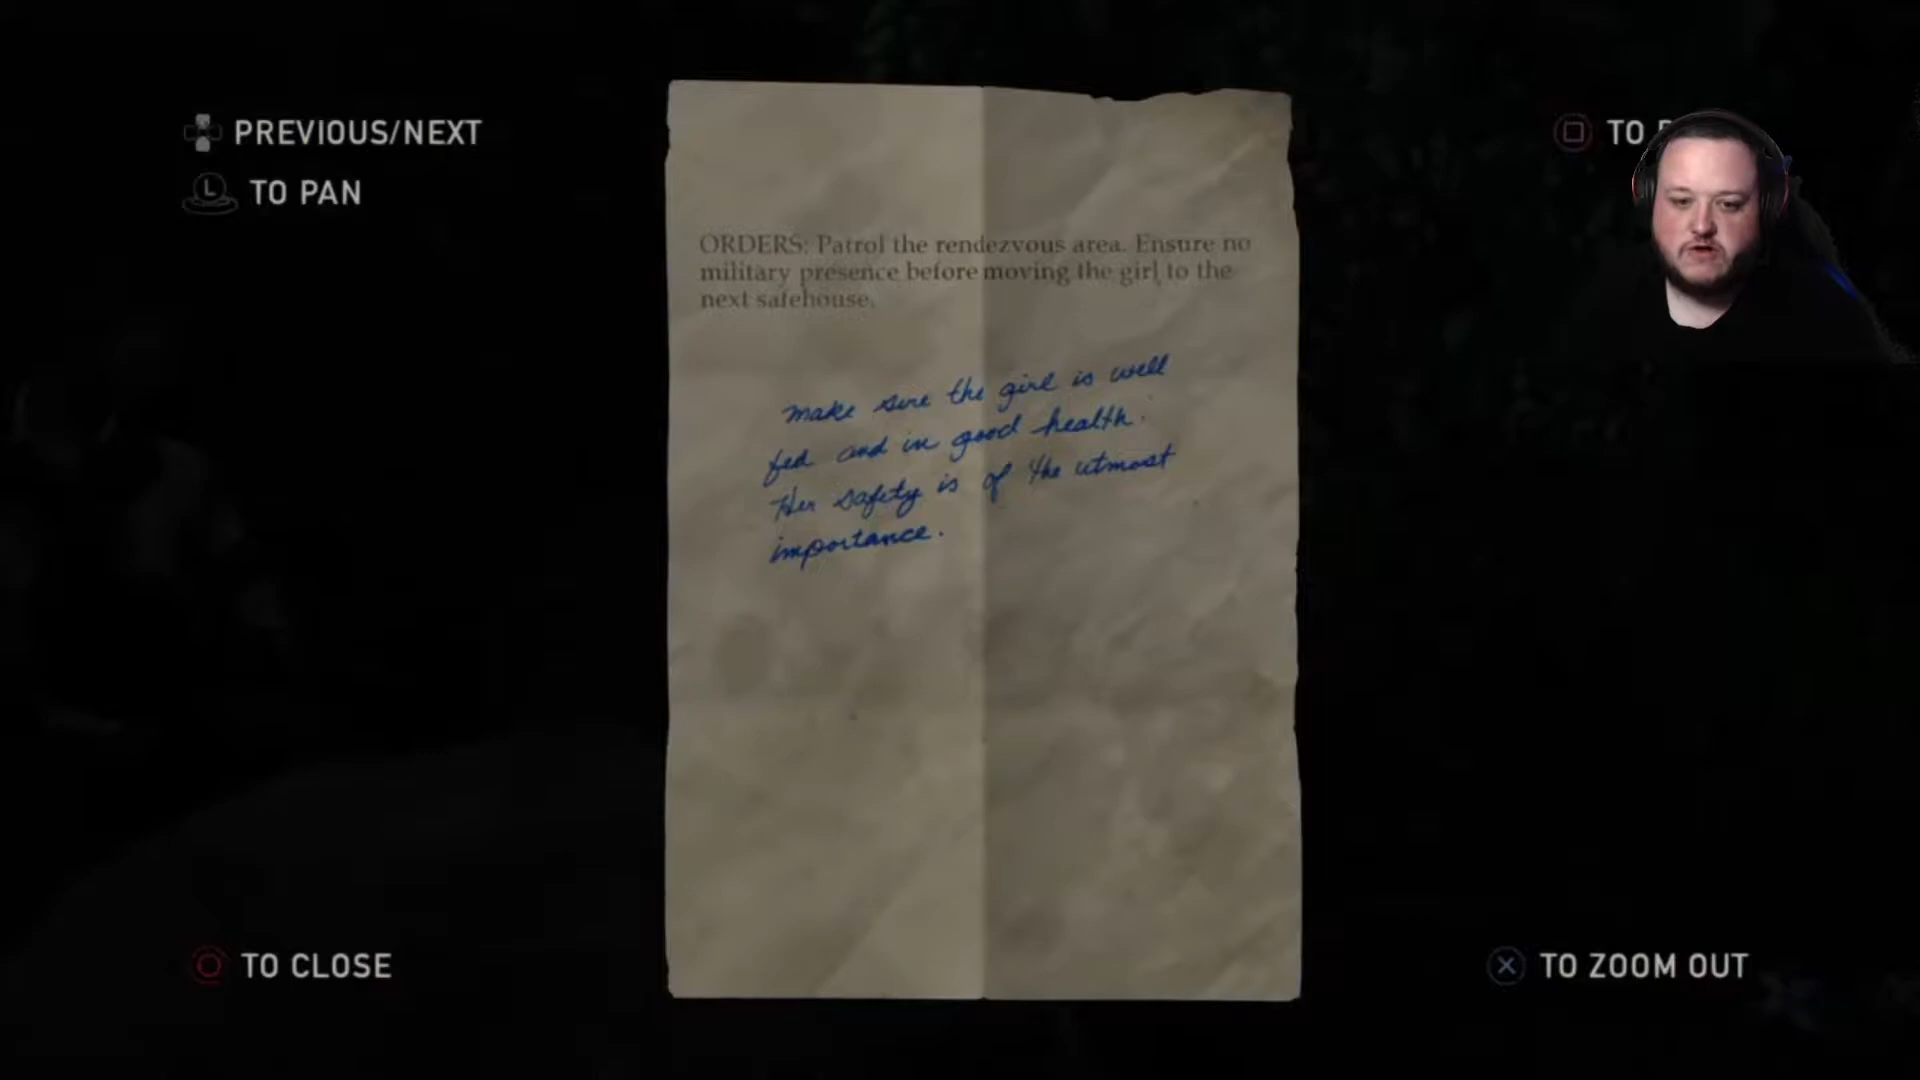 PREVIOUS/NEXT
L TO PAN
TO
ORDERS: Patrol the rendezvous area. Ensure no
military presence before moving the girl to the
next safehouse.
Make sure the girl is well
fed and in good health.
Her safety is of the utmost
importance.
TO CLOSE
TO ZOOM OUT